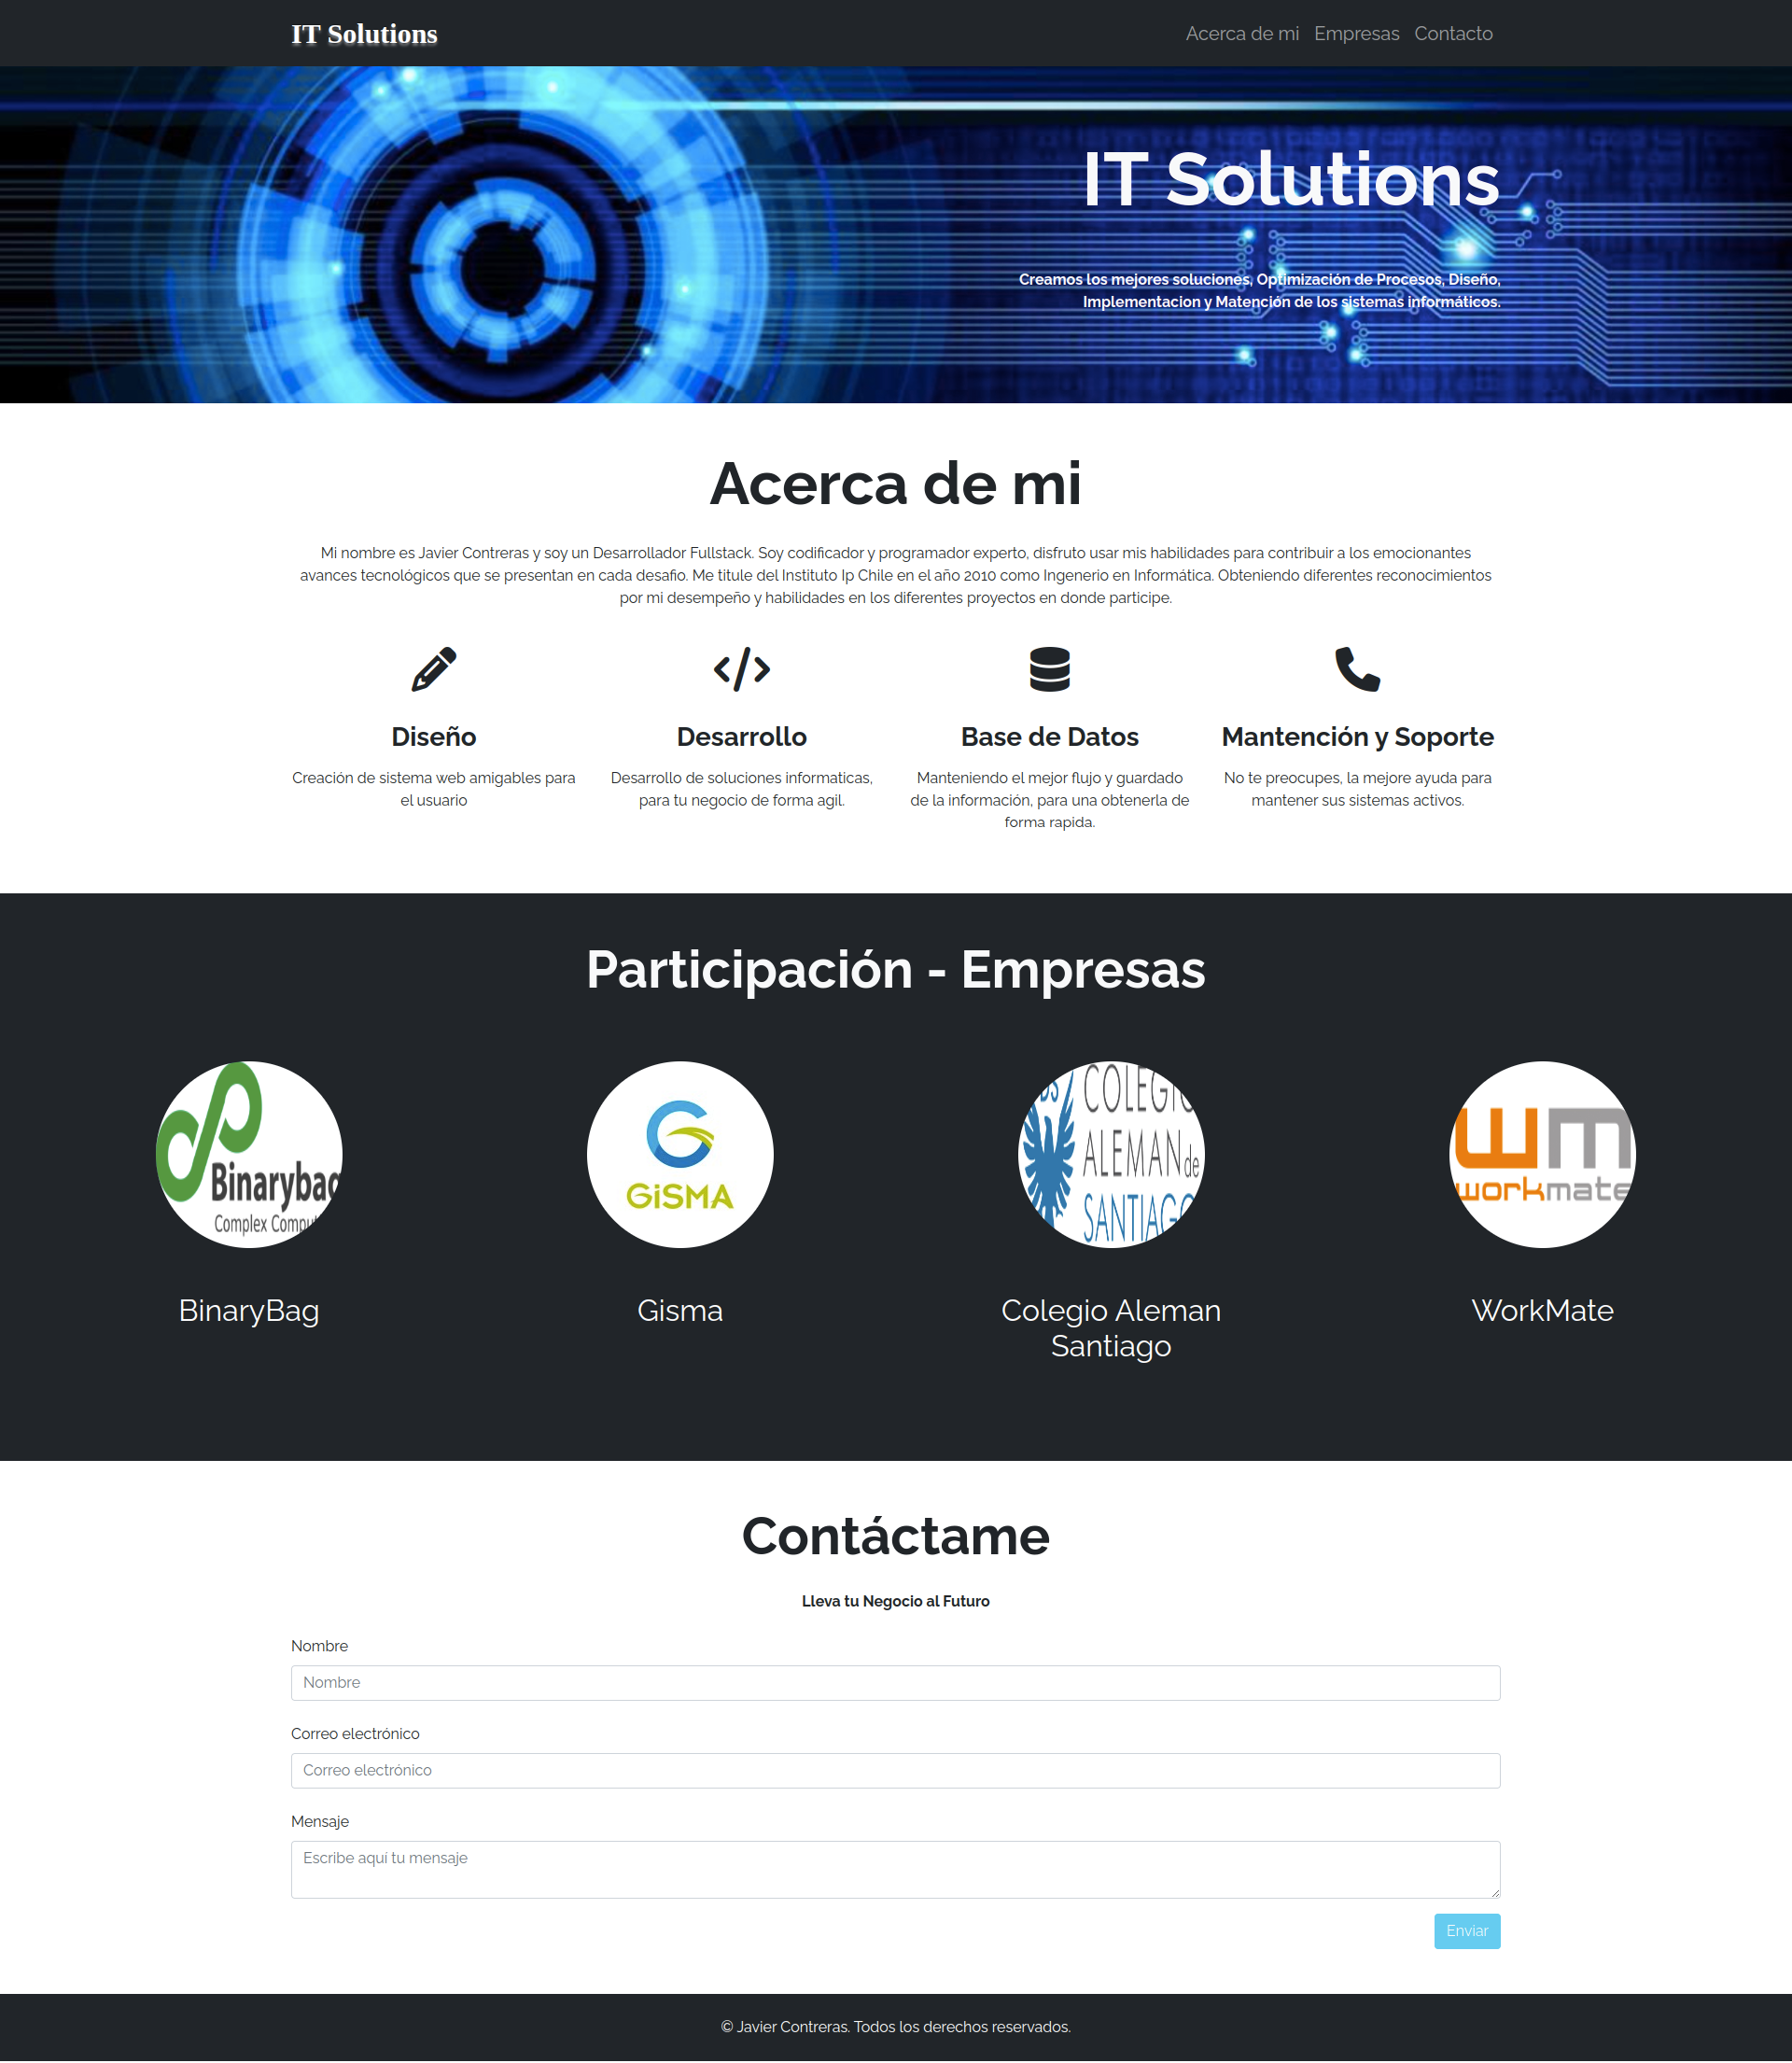 IT Solutions
Acerca de mi Empresas Contacto
IT Solutions
Creamos los mejores soluciones, Optimización de Procesos, Diseño,
Implementacion y Matención de los sistemas informáticos.
Acerca de mi
Mi nombre es Javier Contreras y soy un Desarrollador Fullstack. Soy codificador y programador experto, disfruto usar mis habilidades para contribuir a los emocionantes
avances tecnológicos que se presentan en cada desafio. Me titule del Instituto Ip Chile en el año 2010 como Ingenerio en Informática. Obteniendo diferentes reconocimientos
por mi desempeño y habilidades en los diferentes proyectos en donde participe.
Diseño
Creación de sistema web amigables para
el usuario
Desarrollo
Desarrollo de soluciones informaticas,
para tu negocio de forma agil.
Base de Datos
Manteniendo el mejor flujo y guardado
de la información, para una obtenerla de
forma rapida.
Mantención y Soporte
No te preocupes, la mejore ayuda para
mantener sus sistemas activos.
Participación - Empresas
Binarybag
Complex Comput
GiSMA
DS COLEGIO
ALEMAN de
SANTIAGO
wm
workmate
BinaryBag
Gisma
Colegio Aleman
Santiago
WorkMate
Contáctame
Lleva tu Negocio al Futuro
Nombre
Nombre
Correo electrónico
Correo electrónico
Mensaje
Escribe aquí tu mensaje
Enviar
© Javier Contreras. Todos los derechos reservados.